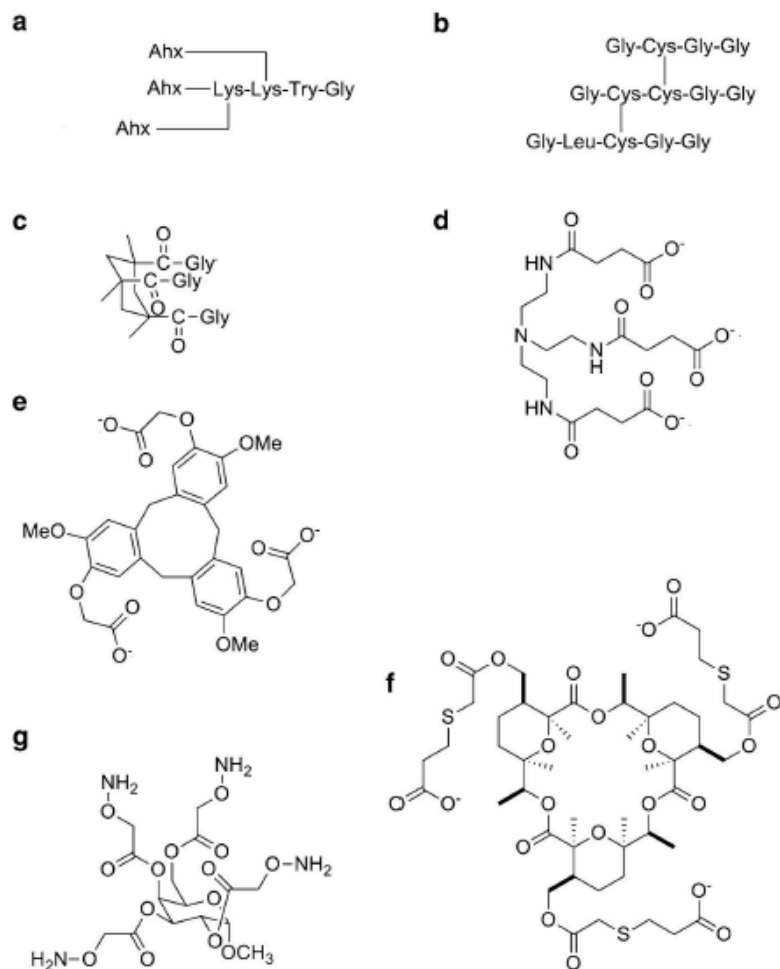 a
Ahx
Ahx—Lys-Lys-Try-Gly
Ahx
b
Gly-Cys-Gly-Gly
Gly-Cys-Cys-Gly-Gly
Gly-Leu-Cys-Gly-Gly
c
O
C-Gly
C-Gly
O
C-Gly
O
d
O O⁻
HN O
O
N N O⁻
H O
O
HN O⁻
O
e
⁻O O
O OMe
MeO O O⁻
O O
O
⁻O OMe
f
O
⁻O
O O S
S O O
O O O
O O
O O⁻ O O
O O O
O O⁻
O S O
g
NH₂ NH₂
O O
O O O-NH₂
O O O
O O
O O
H₂N O O OCH₃